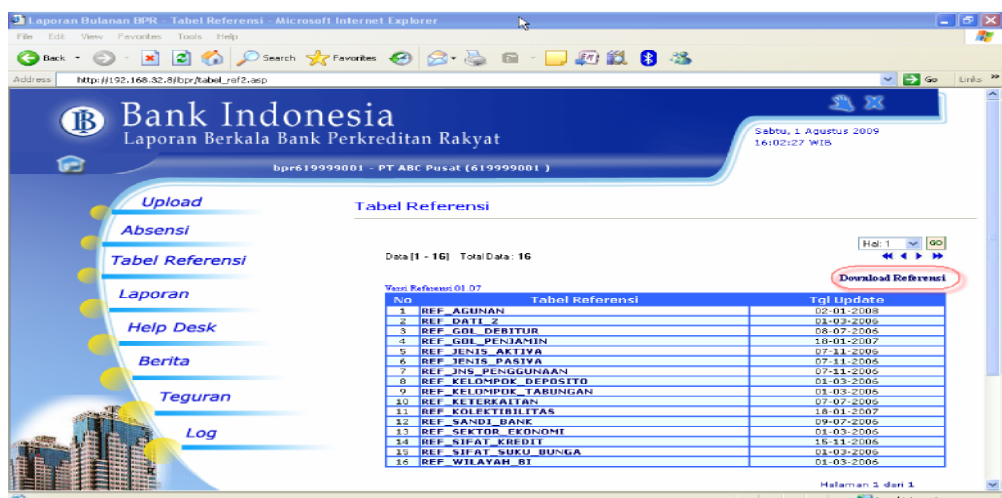 Laporan Bulanan BPR - Tabel Referensi - Microsoft Internet Explorer
File Edit View Favorites Tools Help
Back Search Favorites
Address http://192.168.32.8/bpr/tabel_ref2.asp Go Links »
Bank Indonesia
Laporan Berkala Bank Perkreditan Rakyat
Sabtu, 1 Agustus 2009
16:02:27 WIB
bpr619999001 - PT ABC Pusat (619999001 )
Upload
Absensi
Tabel Referensi
Laporan
Help Desk
Berita
Teguran
Log
Tabel Referensi
Hal: 1 GO
Data [1 - 16] Total Data : 16
Download Referensi
Versi Referensi 01.07
No Tabel Referensi Tgl Update
1 REF_AGUNAN 02-01-2008
2 REF_DATI_2 01-03-2006
3 REF_GOL_DEBITUR 08-07-2006
4 REF_GOL_PENJAMIN 18-01-2007
5 REF_JENIS_AKTIVA 07-11-2006
6 REF_JENIS_PASIVA 07-11-2006
7 REF_JNS_PENGGUNAAN 07-11-2006
8 REF_KELOMPOK_DEPOSITO 01-03-2006
9 REF_KELOMPOK_TABUNGAN 01-03-2006
10 REF_KETERKAITAN 07-07-2006
11 REF_KOLEKTIBILITAS 18-01-2007
12 REF_SANDI_BANK 09-07-2006
13 REF_SEKTOR_EKONOMI 01-03-2006
14 REF_SIFAT_KREDIT 15-11-2006
15 REF_SIFAT_SUKU_BUNGA 01-03-2006
16 REF_WILAYAH_BI 01-03-2006
Halaman 1 dari 1